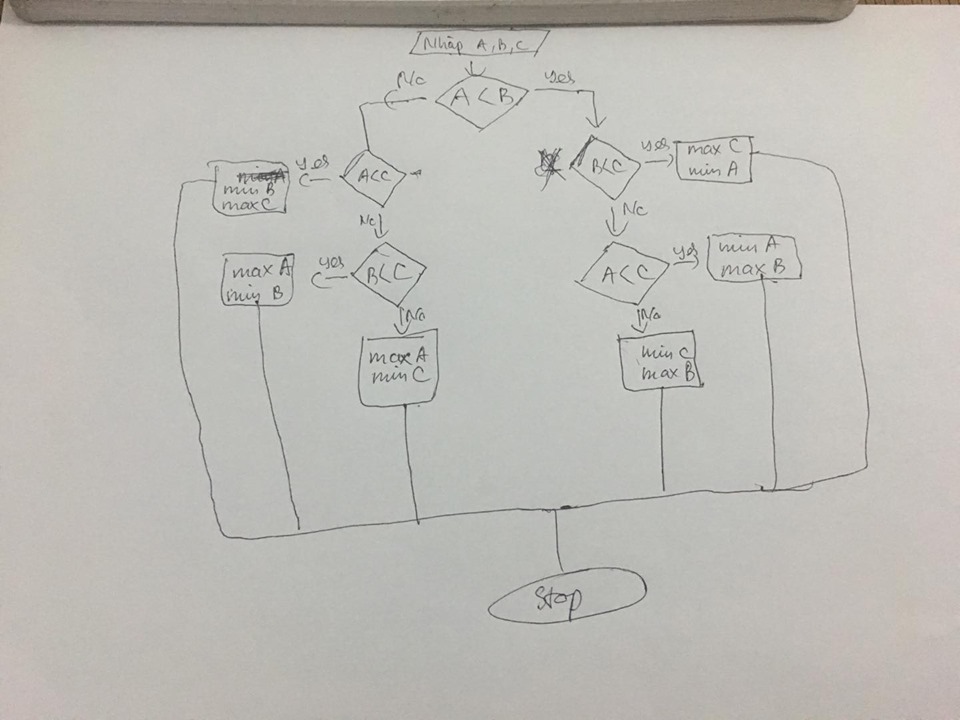 Nhập A, B, C
No
A < B
yes
min B
max C
yes
A<C
B<C
yes
max C
min A
No
No
max A
min B
yes
B<C
A<C
yes
min A
max B
No
No
max A
min C
min C
max B
Stop